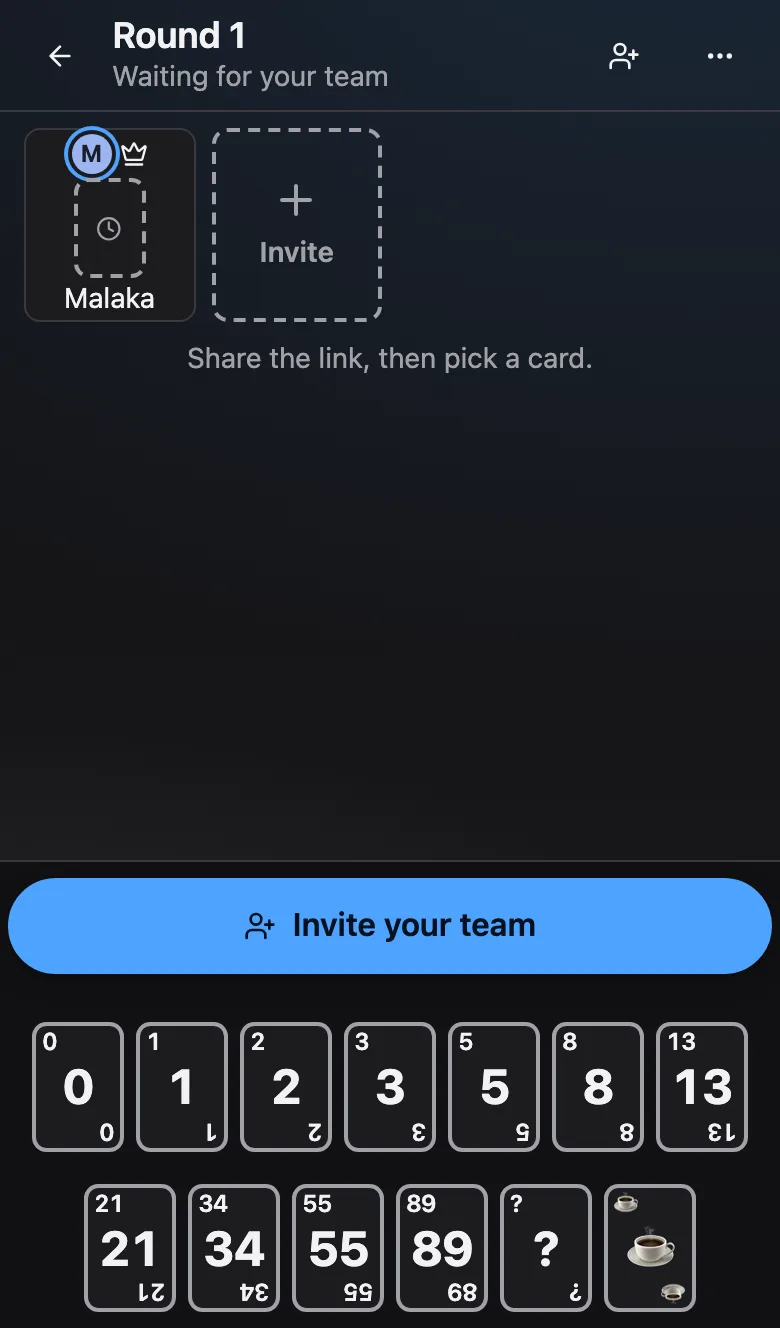 Round 1
Waiting for your team
M
Malaka
Invite
Share the link, then pick a card.
Invite your team
0 1 2 3 5 8 13
0 1 2 3 5 8 13
0 1 2 3 5 8 13
21 34 55 89 ?
21 34 55 89 ?
21 34 55 89 ?